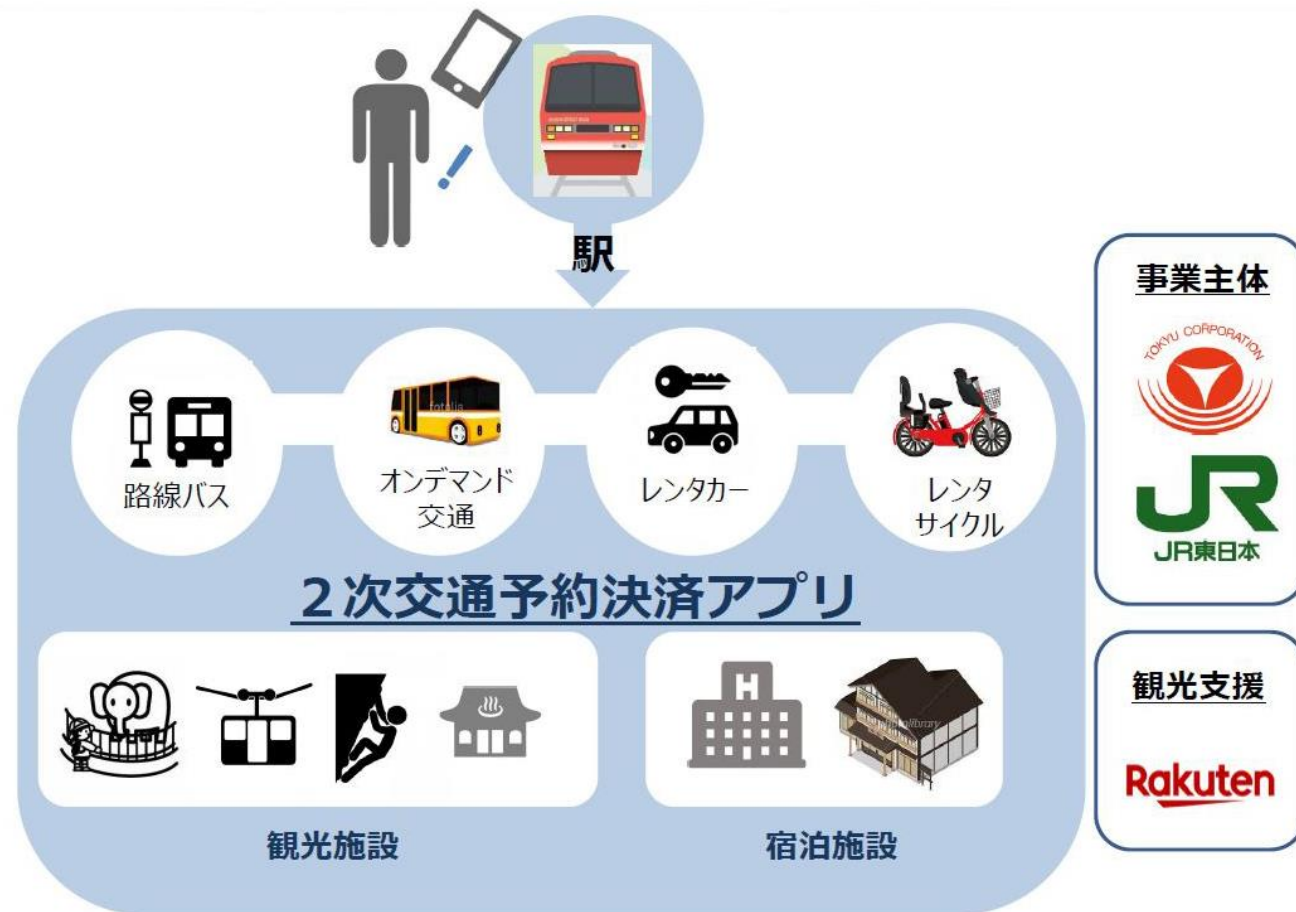 駅
事業主体
TOKYU CORPORATION
JR
JR東日本
路線バス
fotolia
オンデマンド
交通
レンタカー
レンタ
サイクル
2次交通予約決済アプリ
観光施設
H
photolibrary
宿泊施設
観光支援
Rakuten